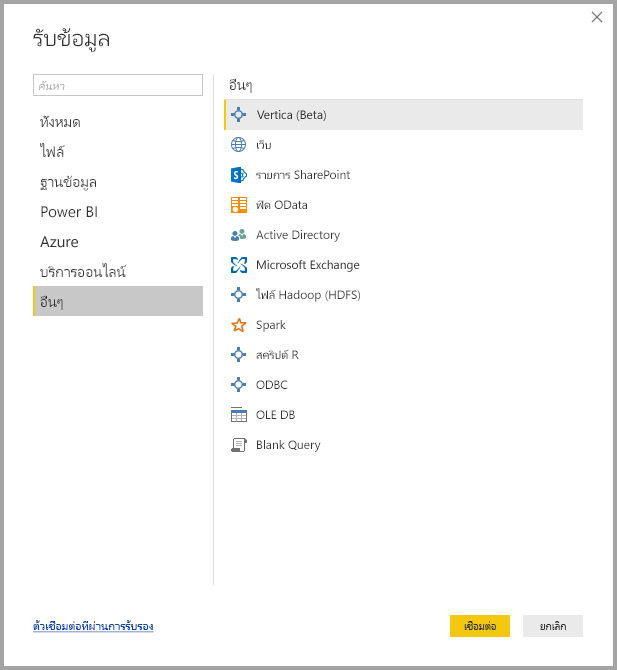 รับข้อมูล
ค้นหา
ทั้งหมด
ไฟล์
ฐานข้อมูล
Power BI
Azure
บริการออนไลน์
อื่นๆ
อื่นๆ
Vertica (Beta)
เว็บ
รายการ SharePoint
ฟีด OData
Active Directory
Microsoft Exchange
ไฟล์ Hadoop (HDFS)
Spark
สคริปต์ R
ODBC
OLE DB
Blank Query
ตัวเชื่อมต่อที่ผ่านการรับรอง
เชื่อมต่อ
ยกเลิก